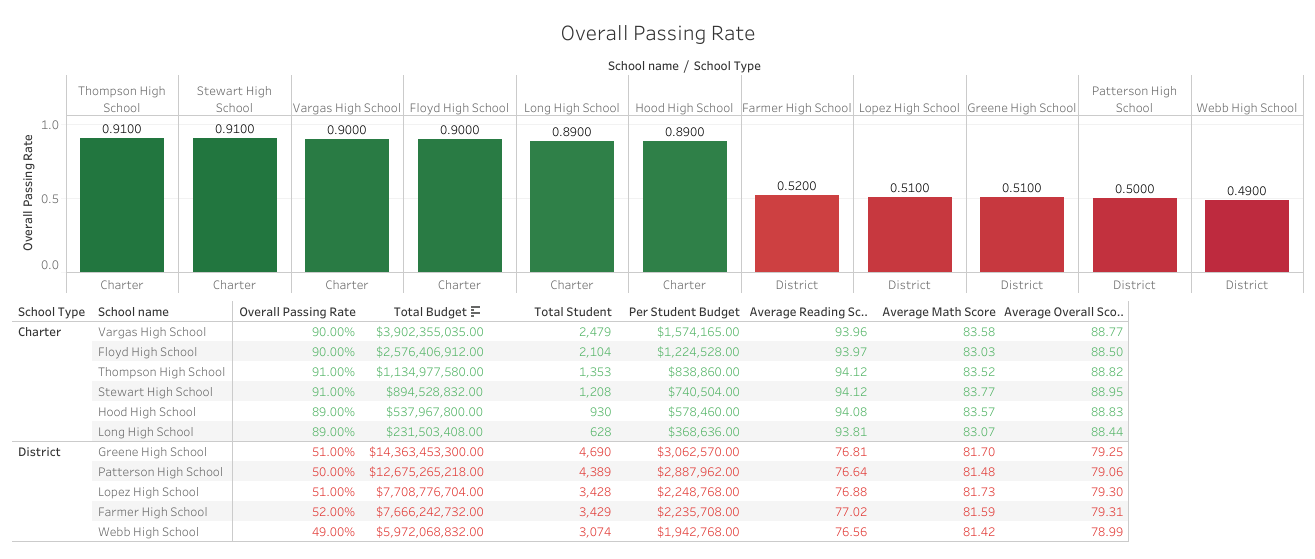 Overall Passing Rate
School name / School Type
Thompson High School
Stewart High School
Vargas High School
Floyd High School
Long High School
Hood High School
Farmer High School
Lopez High School
Greene High School
Patterson High School
Webb High School
Overall Passing Rate
1.0
0.5
0.0
0.9100 0.9100 0.9000 0.9000 0.8900 0.8900 0.5200 0.5100 0.5100 0.5000 0.4900
Charter Charter Charter Charter Charter Charter District District District District District
School Type School name Overall Passing Rate Total Budget Total Student Per Student Budget Average Reading Sc.. Average Math Score Average Overall Sco..
Charter Vargas High School 90.00% $3,902,355,035.00 2,479 $1,574,165.00 93.96 83.58 88.77
Floyd High School 90.00% $2,576,406,912.00 2,104 $1,224,528.00 93.97 83.03 88.50
Thompson High School 91.00% $1,134,977,580.00 1,353 $838,860.00 94.12 83.52 88.82
Stewart High School 91.00% $894,528,832.00 1,208 $740,504.00 94.12 83.77 88.95
Hood High School 89.00% $537,967,800.00 930 $578,460.00 94.08 83.57 88.83
Long High School 89.00% $231,503,408.00 628 $368,636.00 93.81 83.07 88.44
District Greene High School 51.00% $14,363,453,300.00 4,690 $3,062,570.00 76.81 81.70 79.25
Patterson High School 50.00% $12,675,265,218.00 4,389 $2,887,962.00 76.64 81.48 79.06
Lopez High School 51.00% $7,708,776,704.00 3,428 $2,248,768.00 76.88 81.73 79.30
Farmer High School 52.00% $7,666,242,732.00 3,429 $2,235,708.00 77.02 81.59 79.31
Webb High School 49.00% $5,972,068,832.00 3,074 $1,942,768.00 76.56 81.42 78.99